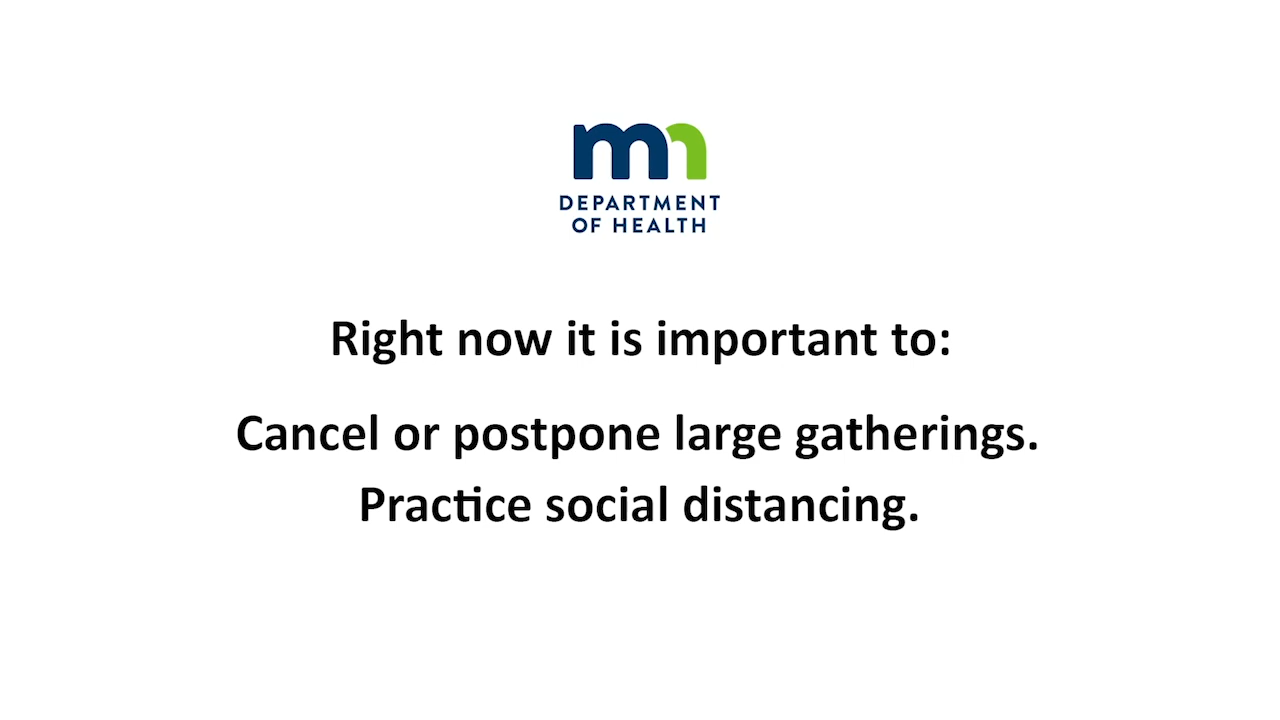 mn
DEPARTMENT
OF HEALTH
Right now it is important to:
Cancel or postpone large gatherings.
Practice social distancing.